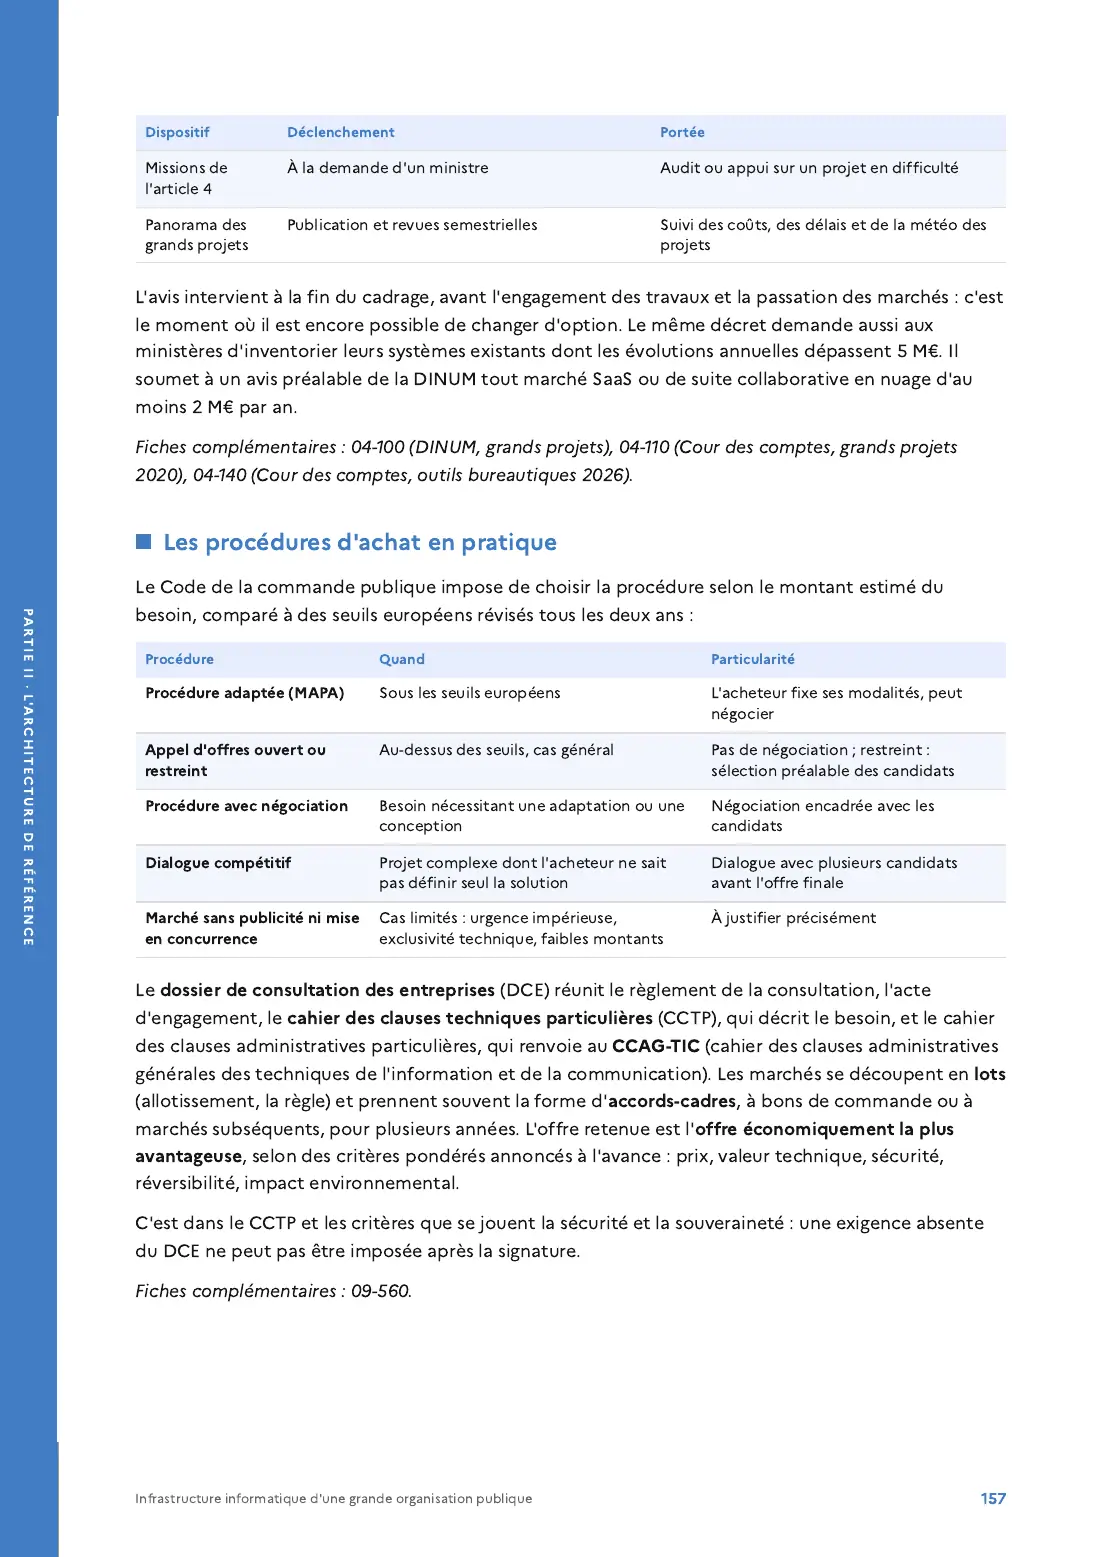 Dispositif Déclenchement Portée
Missions de À la demande d'un ministre Audit ou appui sur un projet en difficulté
l'article 4
Panorama des Publication et revues semestrielles Suivi des coûts, des délais et de la météo des
grands projets projets
L'avis intervient à la fin du cadrage, avant l'engagement des travaux et la passation des marchés : c'est
le moment où il est encore possible de changer d'option. Le même décret demande aussi aux
ministères d'inventorier leurs systèmes existants dont les évolutions annuelles dépassent 5 M€. Il
soumet à un avis préalable de la DINUM tout marché SaaS ou de suite collaborative en nuage d'au
moins 2 M€ par an.
Fiches complémentaires : 04-100 (DINUM, grands projets), 04-110 (Cour des comptes, grands projets
2020), 04-140 (Cour des comptes, outils bureautiques 2026).
Les procédures d'achat en pratique
Le Code de la commande publique impose de choisir la procédure selon le montant estimé du
besoin, comparé à des seuils européens révisés tous les deux ans :
Procédure Quand Particularité
Procédure adaptée (MAPA) Sous les seuils européens L'acheteur fixe ses modalités, peut
négocier
Appel d'offres ouvert ou Au-dessus des seuils, cas général Pas de négociation ; restreint :
restreint sélection préalable des candidats
Procédure avec négociation Besoin nécessitant une adaptation ou une Négociation encadrée avec les
conception candidats
Dialogue compétitif Projet complexe dont l'acheteur ne sait Dialogue avec plusieurs candidats
pas définir seul la solution avant l'offre finale
Marché sans publicité ni mise Cas limités : urgence impérieuse, À justifier précisément
en concurrence exclusivité technique, faibles montants
Le dossier de consultation des entreprises (DCE) réunit le règlement de la consultation, l'acte
d'engagement, le cahier des clauses techniques particulières (CCTP), qui décrit le besoin, et le cahier
des clauses administratives particulières, qui renvoie au CCAG-TIC (cahier des clauses administratives
générales des techniques de l'information et de la communication). Les marchés se découpent en lots
(allotissement, la règle) et prennent souvent la forme d'accords-cadres, à bons de commande ou à
marchés subséquents, pour plusieurs années. L'offre retenue est l'offre économiquement la plus
avantageuse, selon des critères pondérés annoncés à l'avance : prix, valeur technique, sécurité,
réversibilité, impact environnemental.
C'est dans le CCTP et les critères que se jouent la sécurité et la souveraineté : une exigence absente
du DCE ne peut pas être imposée après la signature.
Fiches complémentaires : 09-560.
PARTIE II · L'ARCHITECTURE DE RÉFÉRENCE
Infrastructure informatique d'une grande organisation publique 157